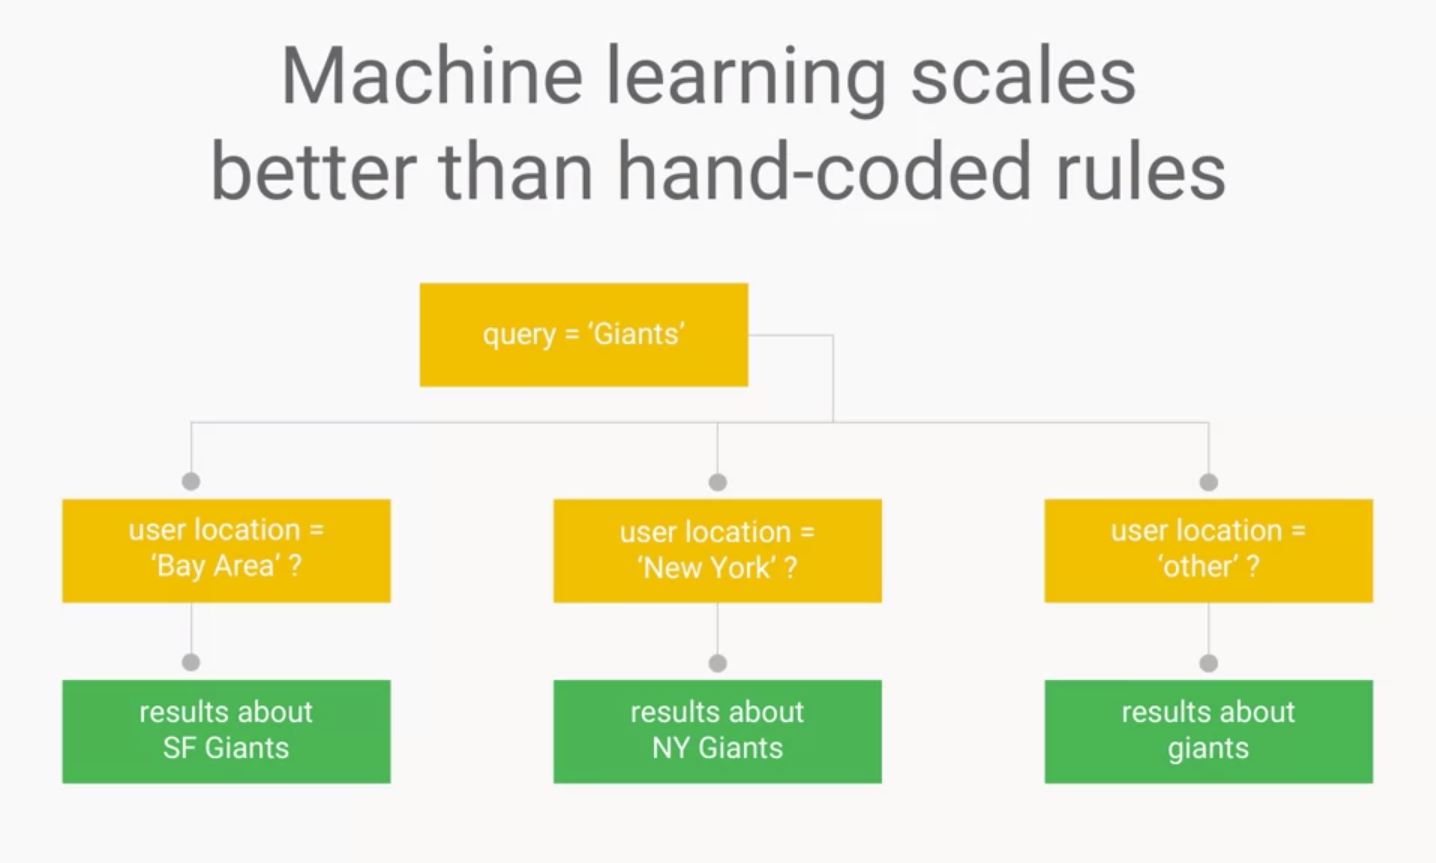 Machine learning scales
better than hand-coded rules
query = ‘Giants’
user location =
‘Bay Area’ ?
user location =
‘New York’ ?
user location =
‘other’ ?
results about
SF Giants
results about
NY Giants
results about
giants